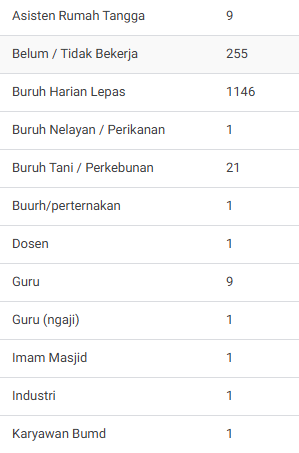 Asisten Rumah Tangga 9
Belum / Tidak Bekerja 255
Buruh Harian Lepas 1146
Buruh Nelayan / Perikanan 1
Buruh Tani / Perkebunan 21
Buurh/perternakan 1
Dosen 1
Guru 9
Guru (ngaji) 1
Imam Masjid 1
Industri 1
Karyawan Bumd 1